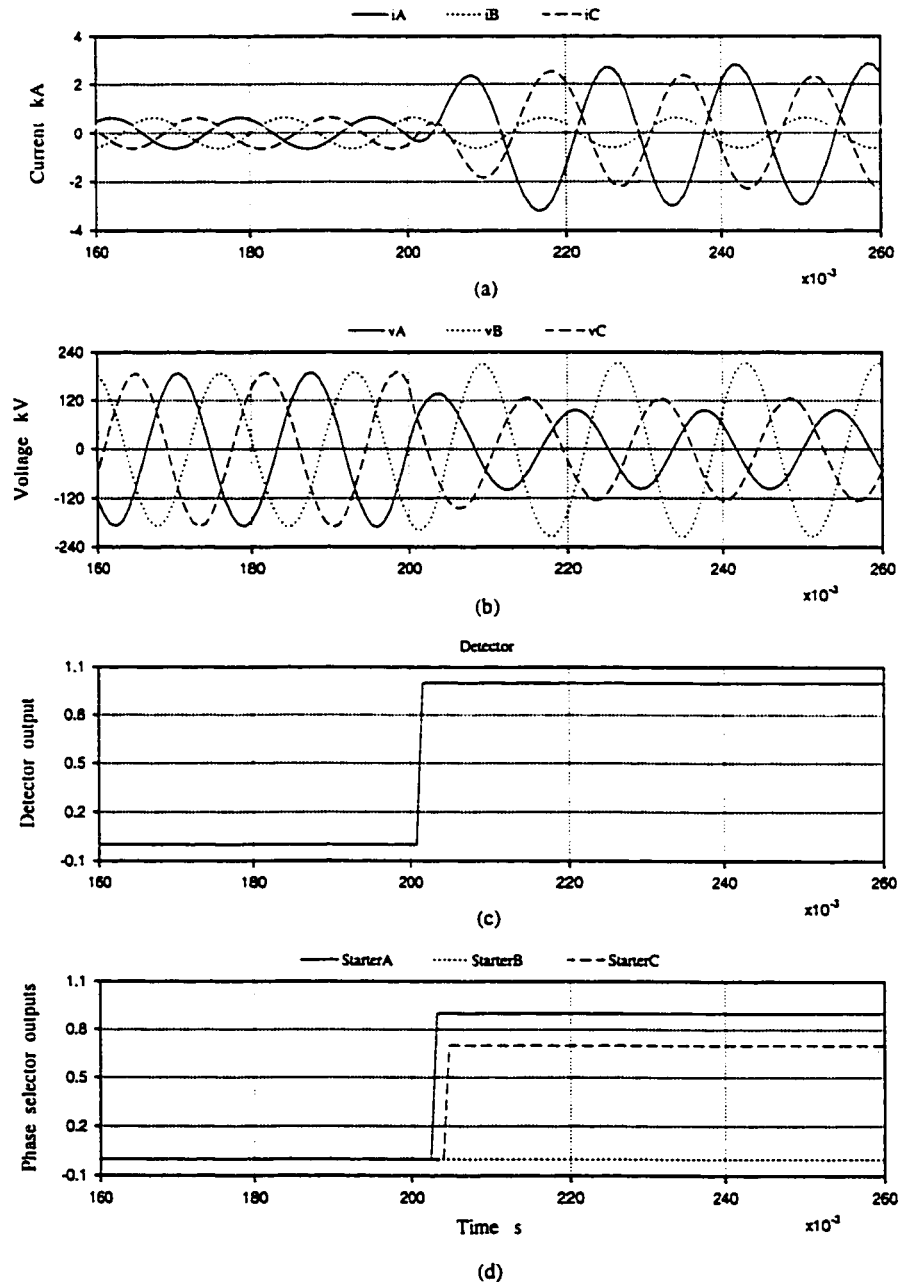 iA iB iC
4
2
0
-2
-4
Current kA
160 180 200 220 240 260
x10⁻³
(a)
vA vB vC
240
120
0
-120
-240
Voltage kV
160 180 200 220 240 260
x10⁻³
(b)
Detector
1.1
0.8
0.5
0.2
-0.1
Detector output
160 180 200 220 240 260
x10⁻³
(c)
StarterA StarterB StarterC
1.1
0.8
0.5
0.2
-0.1
Phase selector outputs
160 180 200 220 240 260
Time s
x10⁻³
(d)